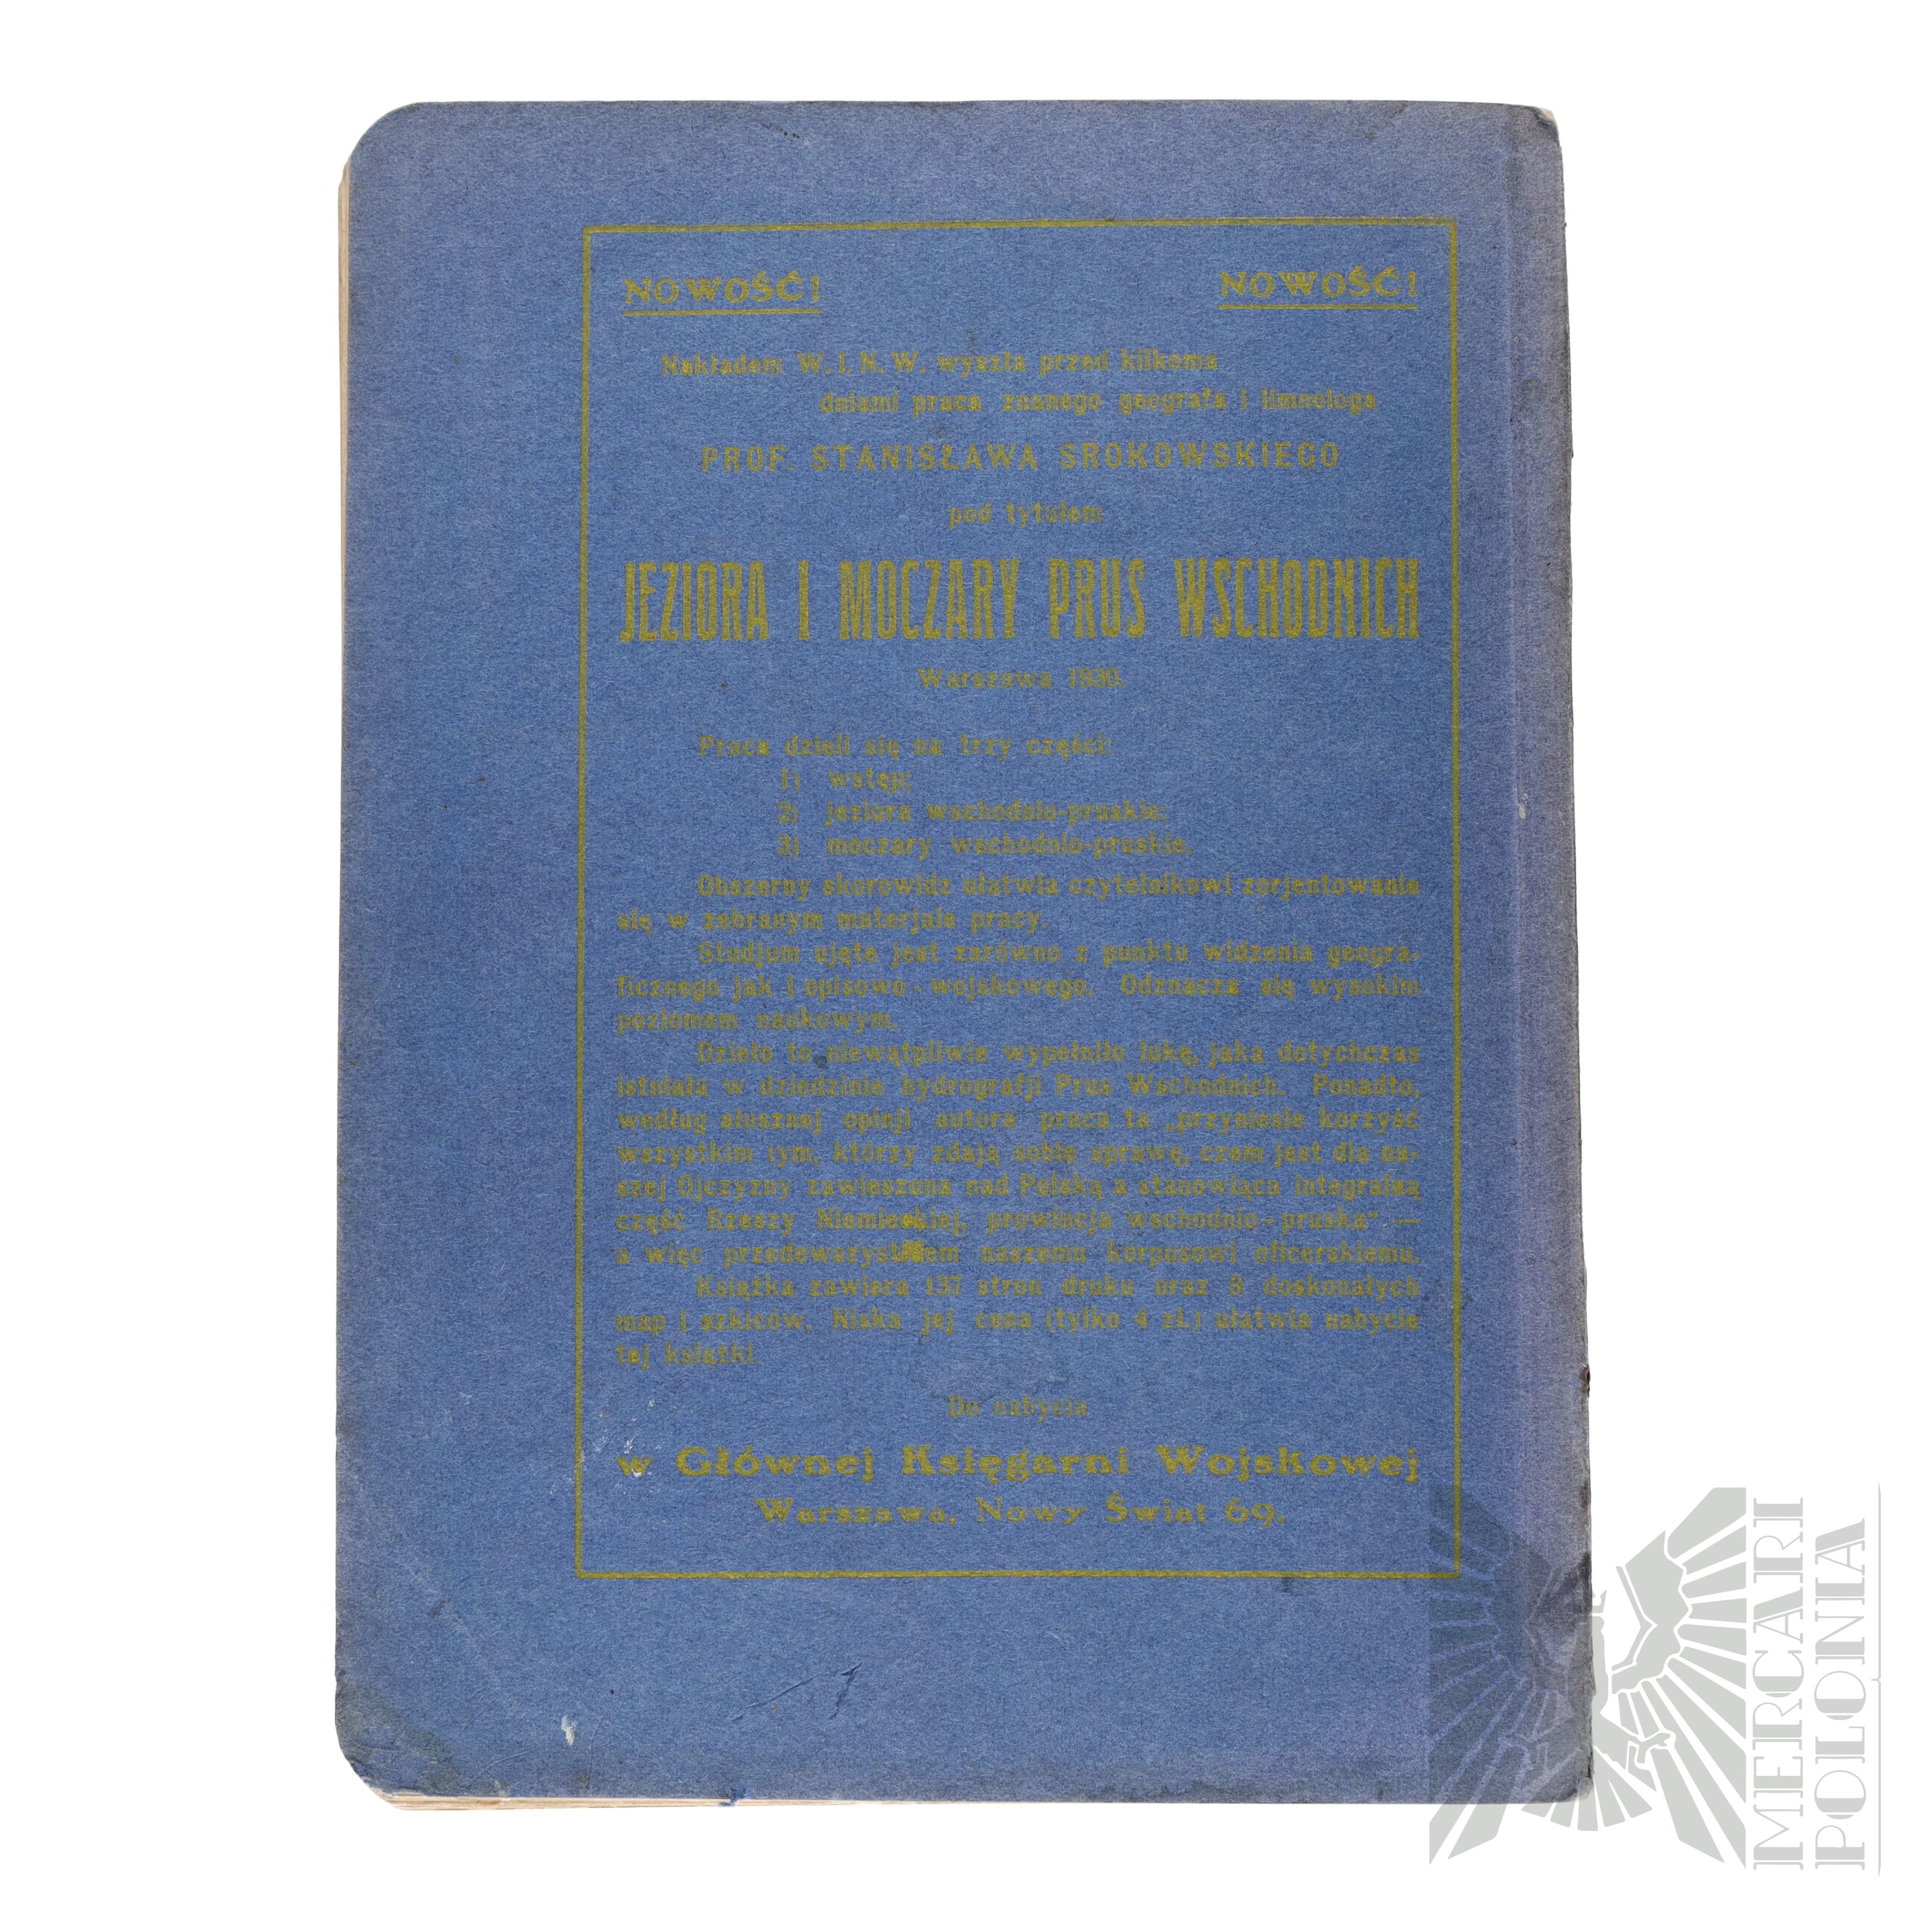 NOWOŚĆ! NOWOŚĆ!
Nakładem W. I. N. W. wyszła przed kilkoma
dniami praca znanego geografa i limnologa
PROF. STANISŁAWA SROKOWSKIEGO
pod tytułem
JEZIORA I MOCZARY PRUS WSCHODNICH
Warszawa 1930.
Praca dzieli się na trzy części:
1) wstęp;
2) jeziora wschodnio-pruskie;
3) moczary wschodnio-pruskie.
Obszerny skorowidz ułatwia czytelnikowi zorjentowanie
się w zebranym materjale pracy.
Studjum ujęte jest zarówno z punktu widzenia geogra-
ficznego jak i opisowo-wojskowego. Odznacza się wysokim
poziomem naukowym.
Dzieło to niewątpliwie wypełniło lukę, jaka dotychczas
istniała w dziedzinie hydrografji Prus Wschodnich. Ponadto,
według słusznej opinji autora praca ta „przyniesie korzyść
wszystkim tym, którzy zdają sobie sprawę, czem jest dla na-
szej Ojczyzny zawieszona nad Polską a stanowiąca integralną
część Rzeszy Niemieckiej, prowincja wschodnio-pruska" —
a więc przedewszystkiem naszemu korpusowi oficerskiemu.
Książka zawiera 137 stron druku oraz 8 doskonałych
map i szkiców. Niska jej cena (tylko 4 zł.) ułatwia nabycie
tej książki.
Do nabycia
w Głównej Księgarni Wojskowej
Warszawa, Nowy Świat 69.
MERCARI
POLONIA